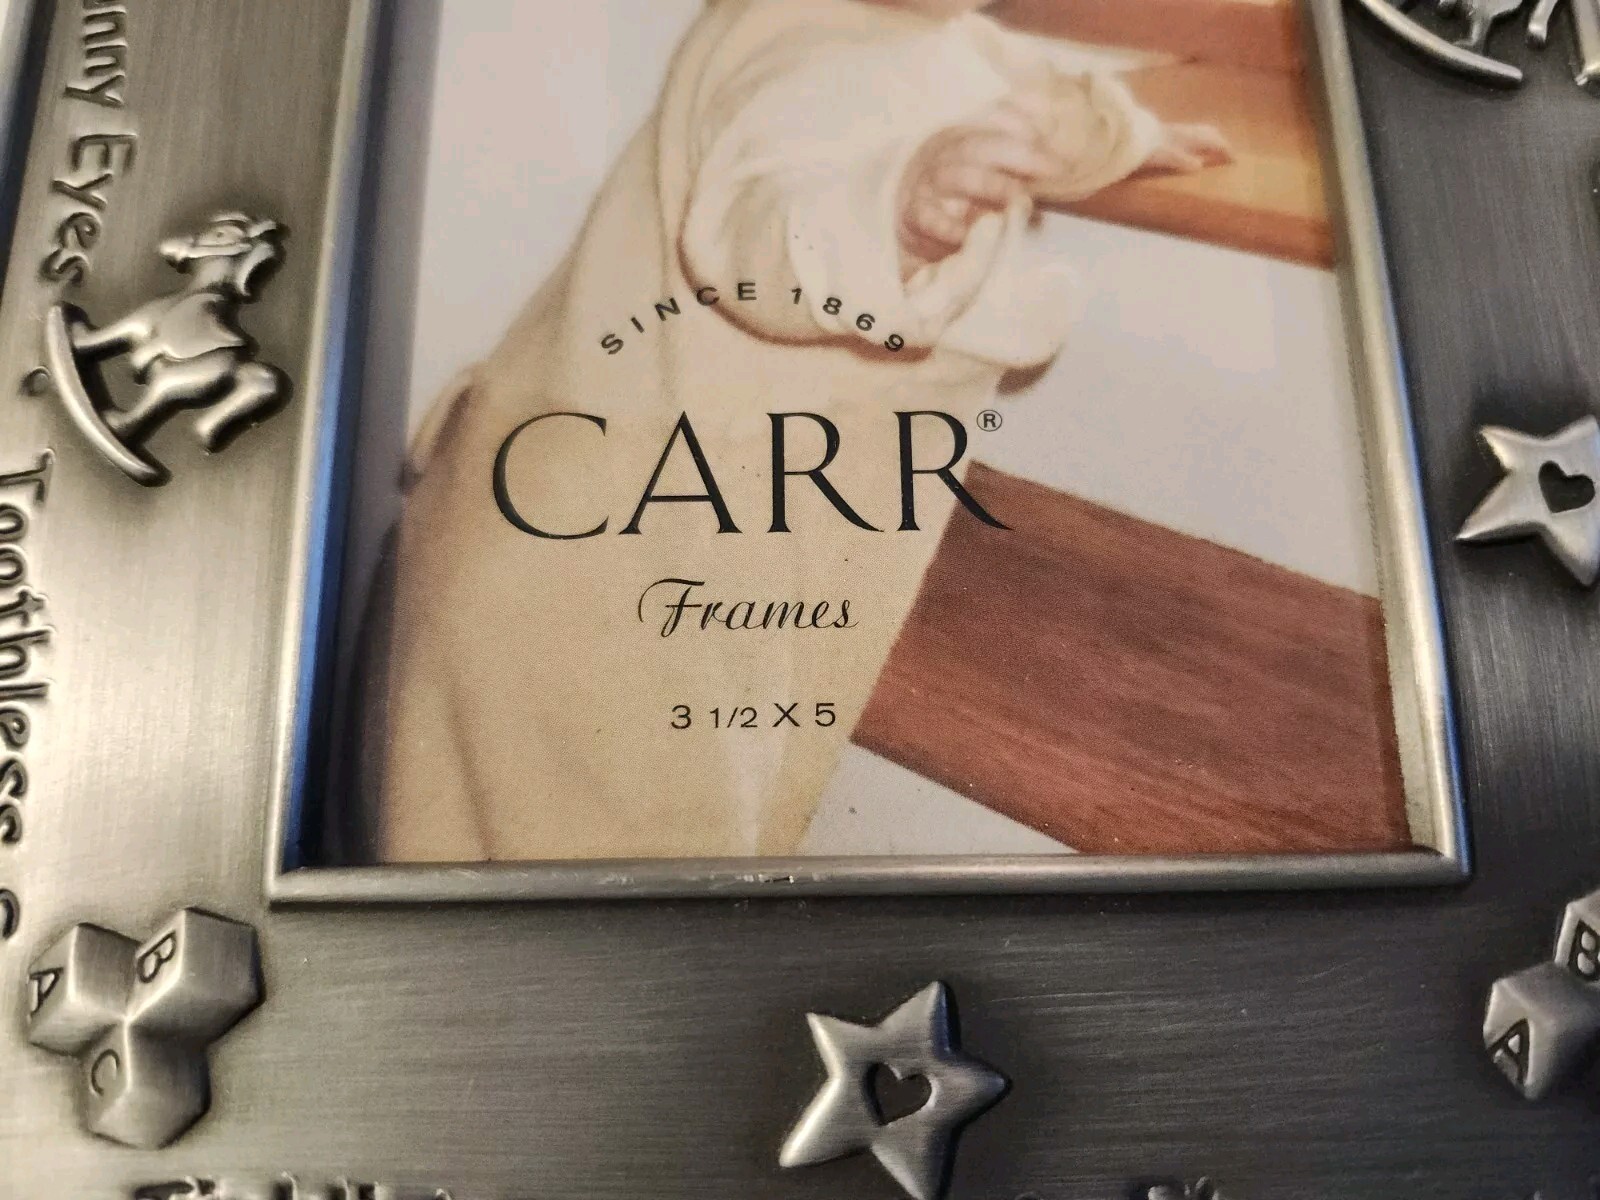 SINCE 1869
CARR®
Frames
3 1/2 X 5
Eyes
Toothless
A
B
C
B
A